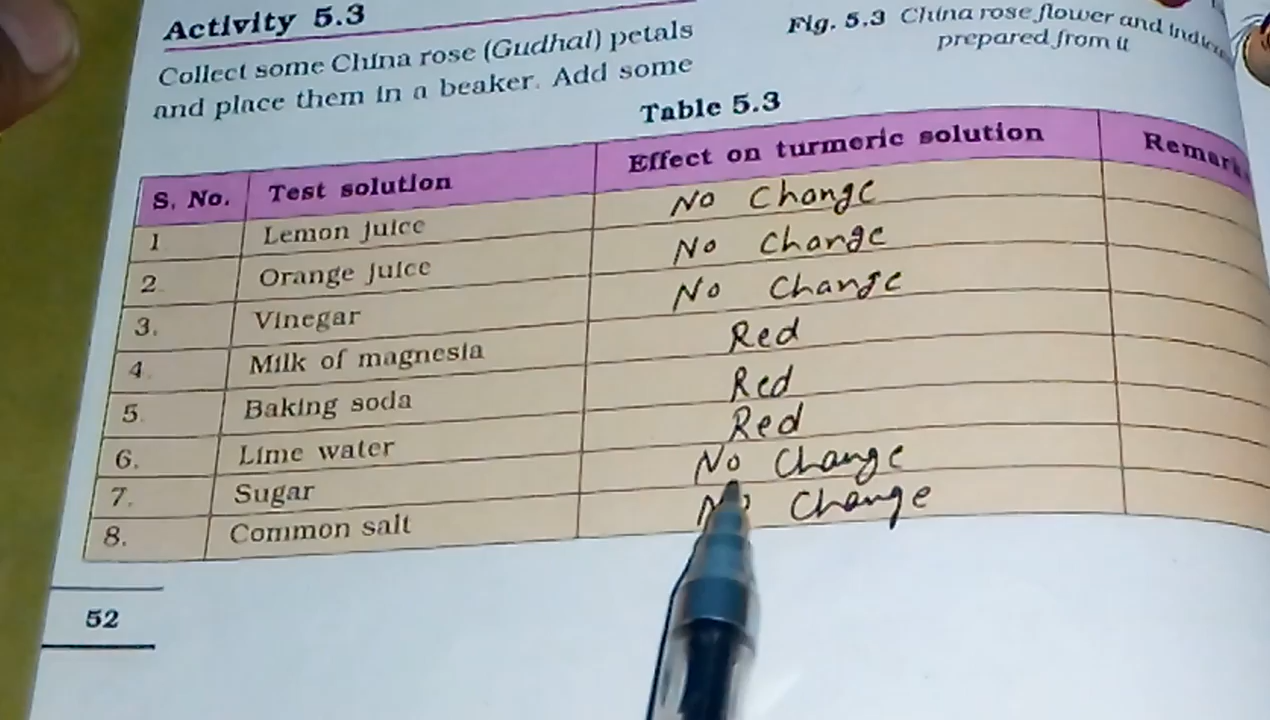 Activity 5.3
Collect some China rose (Gudhal) petals
and place them in a beaker. Add some
Fig. 5.3 China rose flower and
prepared from it
Table 5.3
S. No. Test solution Effect on turmeric solution Remark
1 Lemon juice No Change
2. Orange juice No Change
3. Vinegar No Change
4. Milk of magnesia Red
5. Baking soda Red
6. Lime water Red
7. Sugar No Change
8. Common salt No Change
52